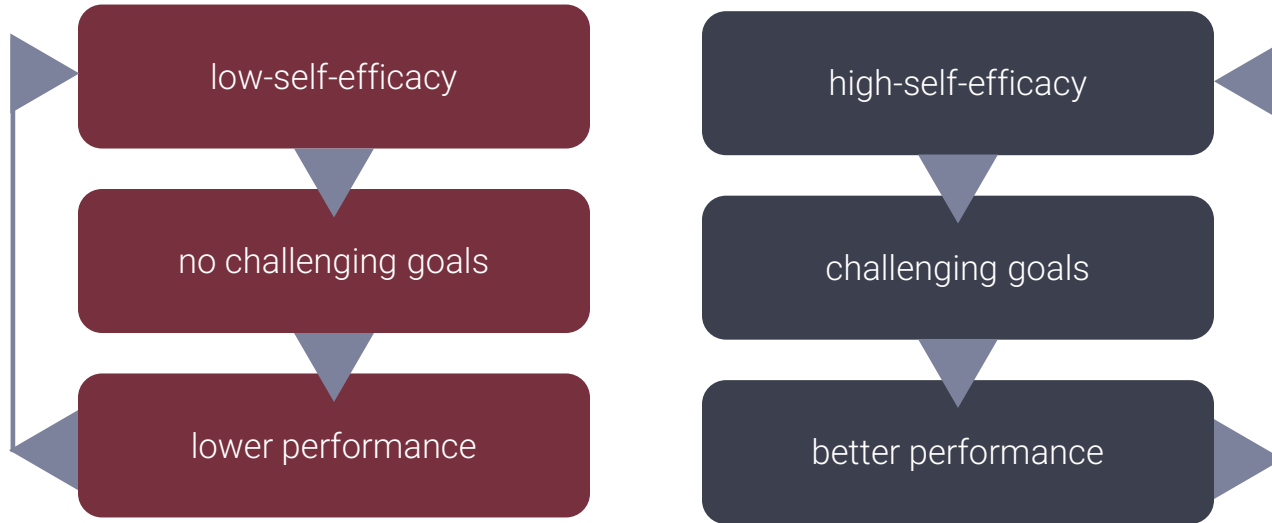 low-self-efficacy
no challenging goals
lower performance
high-self-efficacy
challenging goals
better performance